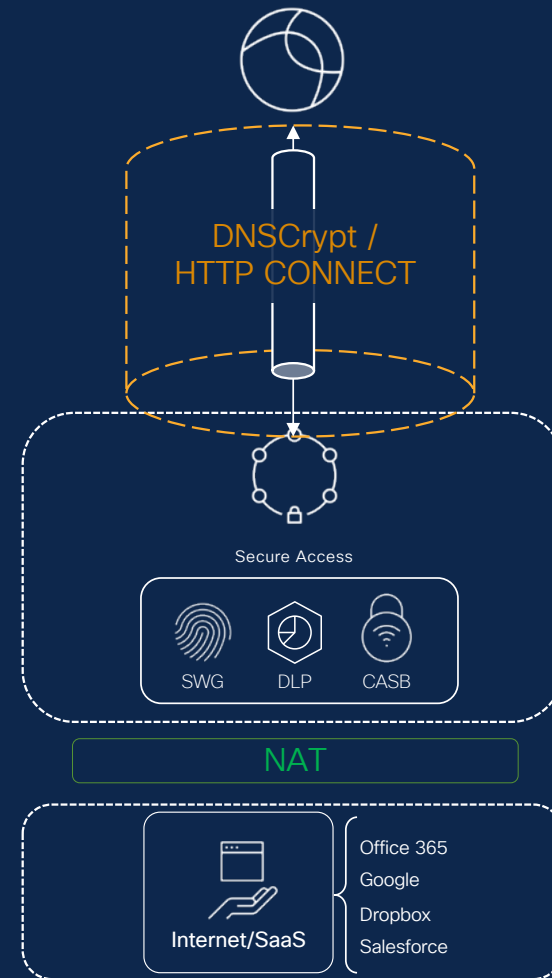 DNSCrypt /
HTTP CONNECT
Secure Access
SWG
DLP
CASB
NAT
Internet/SaaS
Office 365
Google
Dropbox
Salesforce